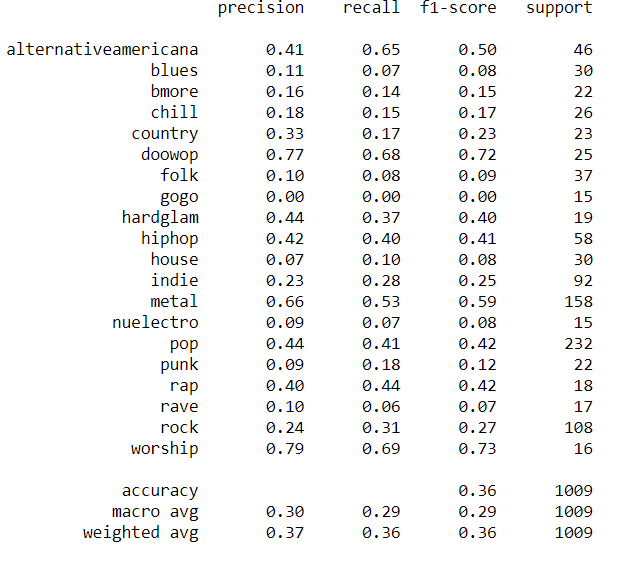 precision recall f1-score support
alternativeamericana 0.41 0.65 0.50 46
blues 0.11 0.07 0.08 30
bmore 0.16 0.14 0.15 22
chill 0.18 0.15 0.17 26
country 0.33 0.17 0.23 23
doowop 0.77 0.68 0.72 25
folk 0.10 0.08 0.09 37
gogo 0.00 0.00 0.00 15
hardglam 0.44 0.37 0.40 19
hiphop 0.42 0.40 0.41 58
house 0.07 0.10 0.08 30
indie 0.23 0.28 0.25 92
metal 0.66 0.53 0.59 158
nuelectro 0.09 0.07 0.08 15
pop 0.44 0.41 0.42 232
punk 0.09 0.18 0.12 22
rap 0.40 0.44 0.42 18
rave 0.10 0.06 0.07 17
rock 0.24 0.31 0.27 108
worship 0.79 0.69 0.73 16
accuracy 0.36 1009
macro avg 0.30 0.29 0.29 1009
weighted avg 0.37 0.36 0.36 1009